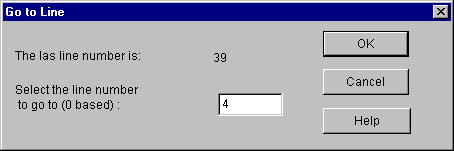 Go to Line
The las line number is: 39
OK
Cancel
Select the line number
to go to (0 based) : 4
Help